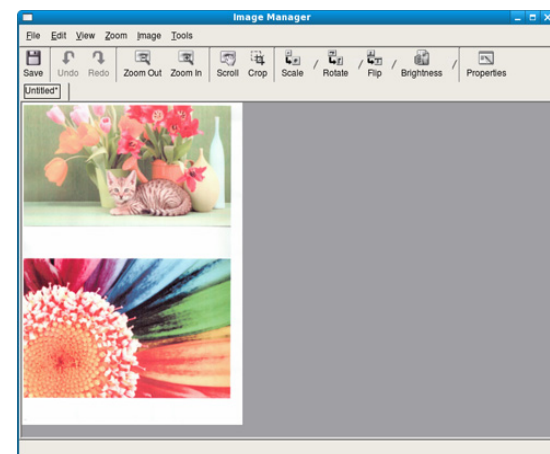 Image Manager
File Edit View Zoom Image Tools
Save Undo Redo Zoom Out Zoom In Scroll Crop Scale / Rotate / Flip / Brightness / Properties
Untitled*